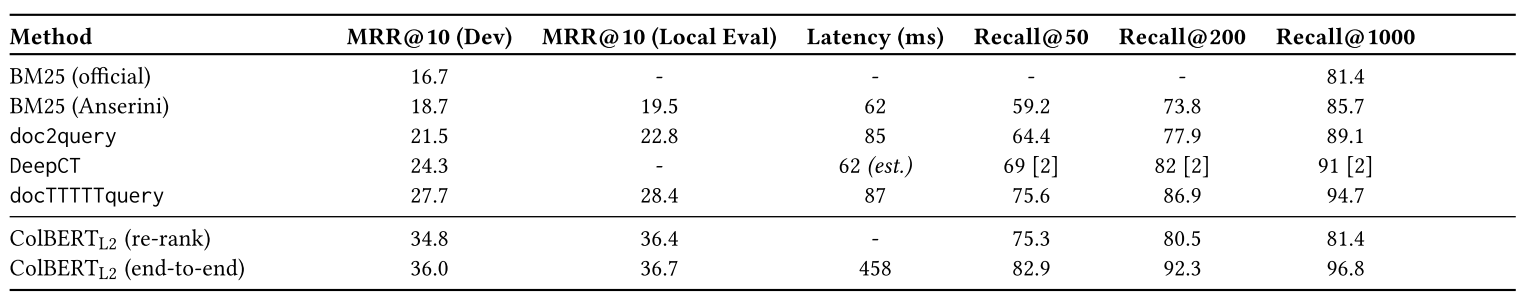 Method MRR@10 (Dev) MRR@10 (Local Eval) Latency (ms) Recall@50 Recall@200 Recall@1000
BM25 (official) 16.7 - - - - 81.4
BM25 (Anserini) 18.7 19.5 62 59.2 73.8 85.7
doc2query 21.5 22.8 85 64.4 77.9 89.1
DeepCT 24.3 - 62 (est.) 69 [2] 82 [2] 91 [2]
docTTTTTquery 27.7 28.4 87 75.6 86.9 94.7
ColBERTL2 (re-rank) 34.8 36.4 - 75.3 80.5 81.4
ColBERTL2 (end-to-end) 36.0 36.7 458 82.9 92.3 96.8